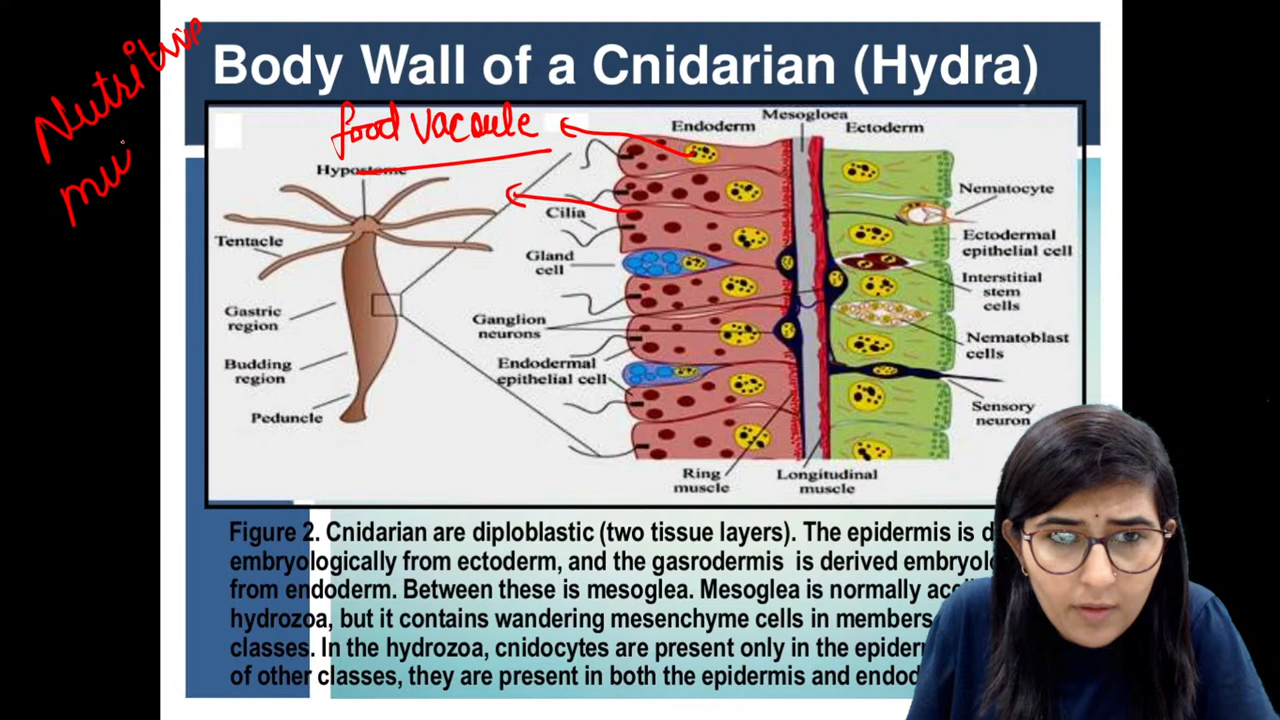 Body Wall of a Cnidarian (Hydra)
mu
food vacoule
Hypostome
Tentacle
Gastric
region
Budding
region
Peduncle
Endoderm
Mesogloea
Ectoderm
Cilia
Gland
cell
Ganglion
neurons
Endodermal
epithelial cell
Nematocyte
Ectodermal
epithelial cell
Interstitial
stem
cells
Nematoblast
cells
Sensory
neuron
Ring
muscle
Longitudinal
muscle
Figure 2. Cnidarian are diploblastic (two tissue layers). The epidermis is d
embryologically from ectoderm, and the gasrodermis is derived embryolo
from endoderm. Between these is mesoglea. Mesoglea is normally
hydrozoa, but it contains wandering mesenchyme cells in members
classes. In the hydrozoa, cnidocytes are present only in the epider
of other classes, they are present in both the epidermis and endod